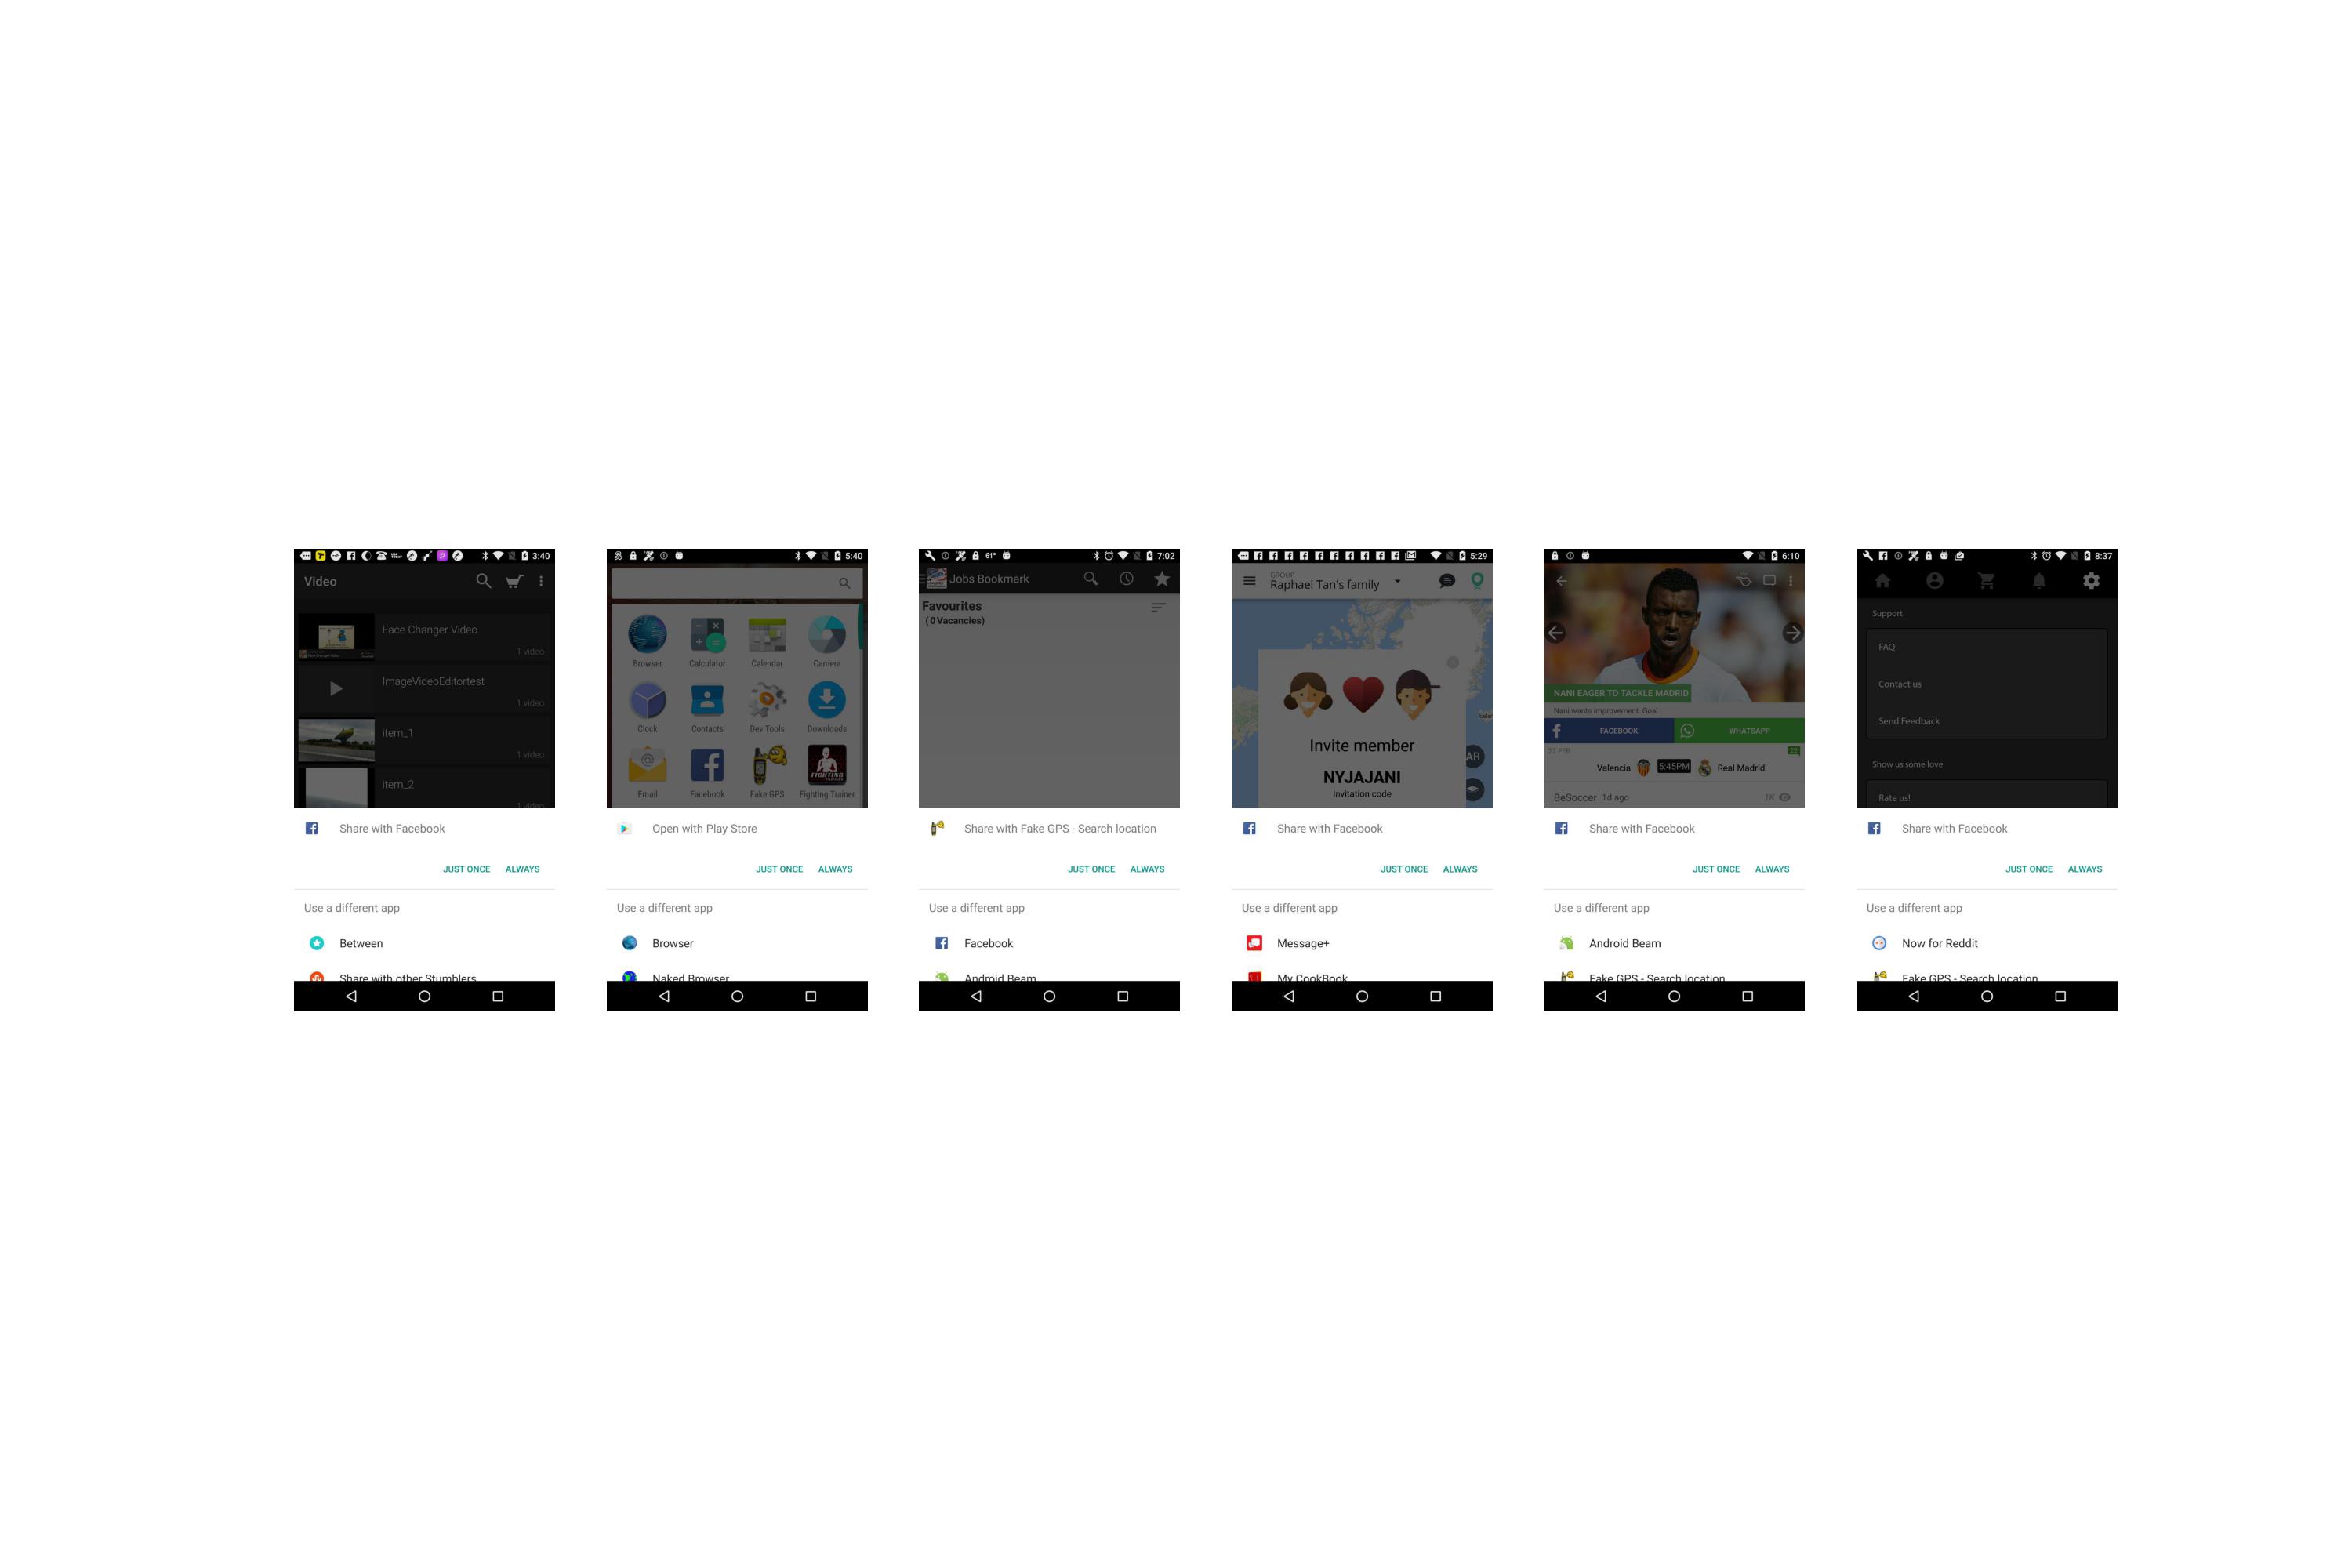 3:40
Video
Face Changer Video
1 video
ImageVideoEditortest
1 video
item_1
1 video
item_2
1 video
Share with Facebook
JUST ONCE ALWAYS
Use a different app
Between
Share with other Stumblers
5:40
Browser Calculator Calendar Camera
Clock Contacts Dev Tools Downloads
Email Facebook Fake GPS Fighting Trainer
Open with Play Store
JUST ONCE ALWAYS
Use a different app
Browser
Naked Browser
61° 7:02
Jobs Bookmark
Favourites
(0 Vacancies)
Share with Fake GPS - Search location
JUST ONCE ALWAYS
Use a different app
Facebook
Android Beam
5:29
GROUP
Raphael Tan's family
Invite member
AR
NYJAJANI
Invitation code
Share with Facebook
JUST ONCE ALWAYS
Use a different app
Message+
My CookBook
6:10
NANI EAGER TO TACKLE MADRID
Nani wants improvement. Goal
FACEBOOK WHATSAPP
22 FEB
Valencia 5:45PM Real Madrid
BeSoccer 1d ago 1K
Share with Facebook
JUST ONCE ALWAYS
Use a different app
Android Beam
Fake GPS - Search location
8:37
Support
FAQ
Contact us
Send Feedback
Show us some love
Rate us!
Share with Facebook
JUST ONCE ALWAYS
Use a different app
Now for Reddit
Fake GPS - Search location